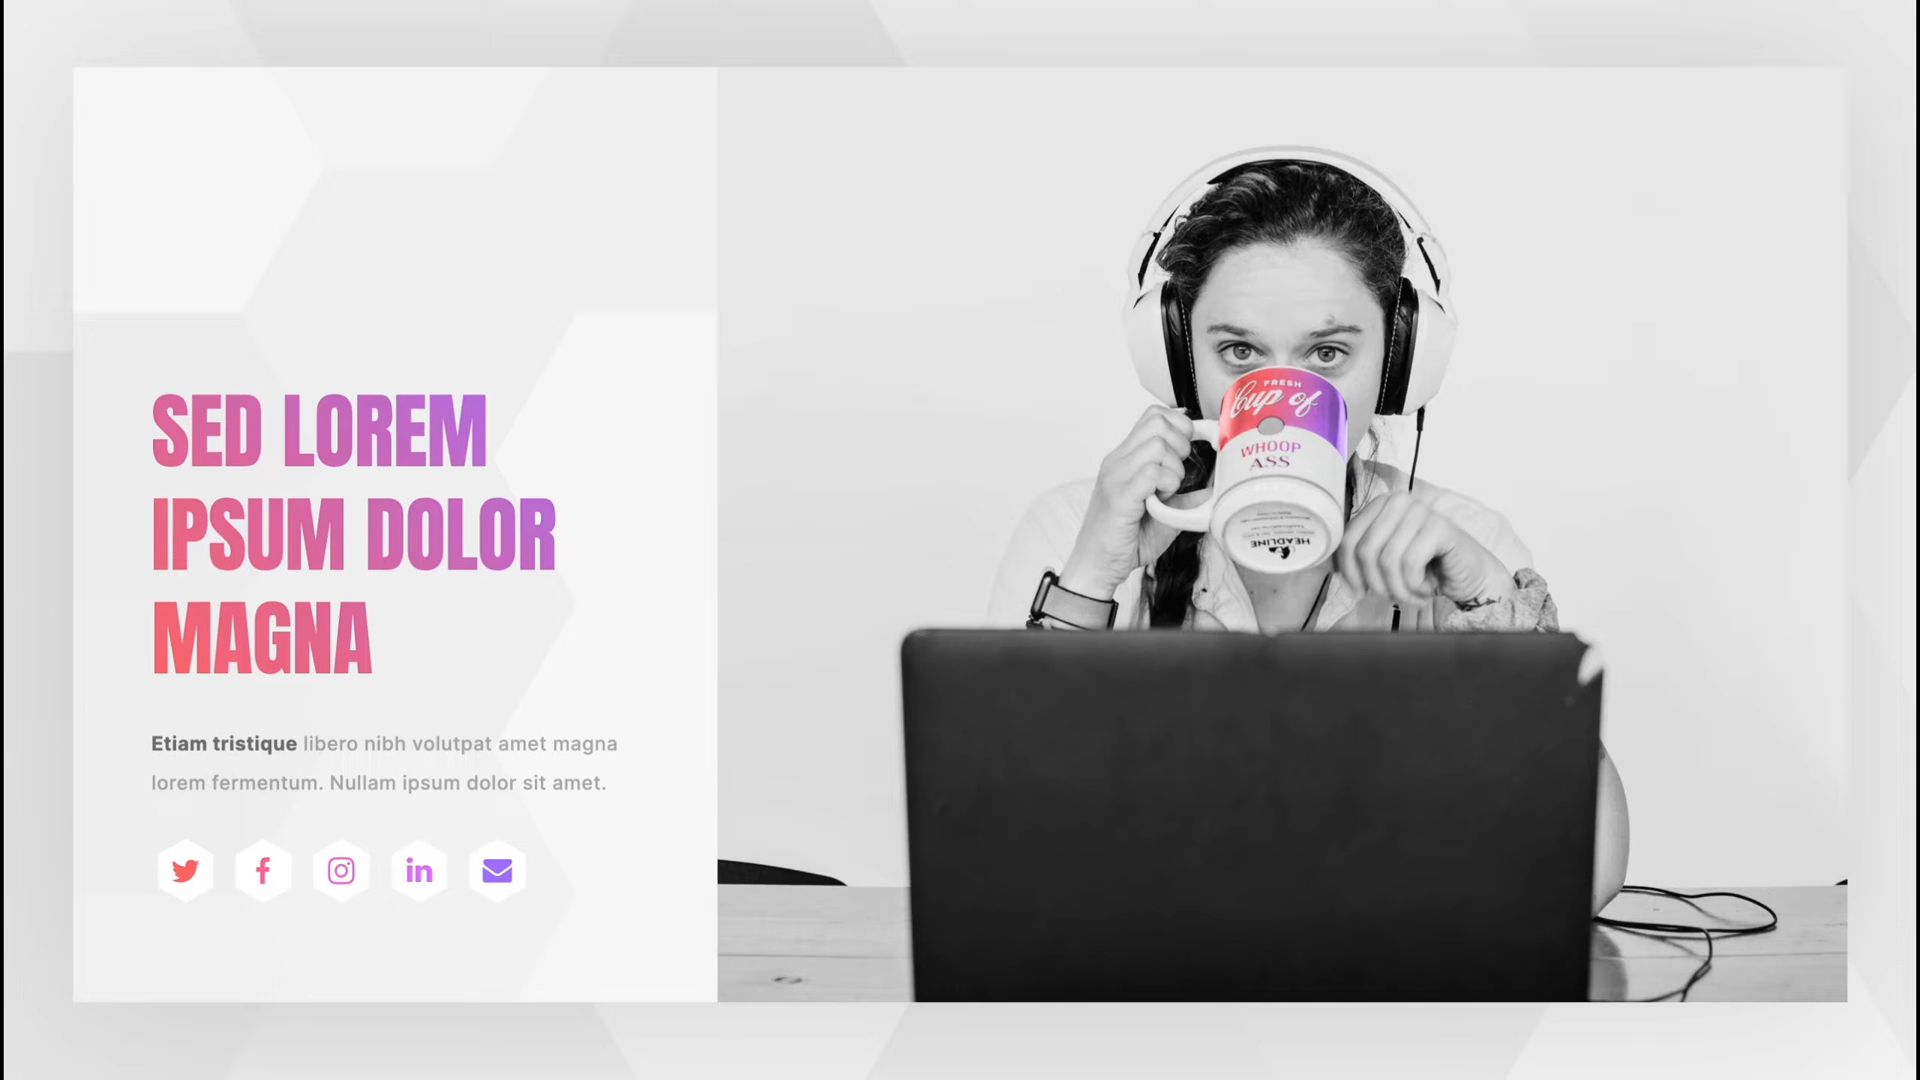 SED LOREM
IPSUM DOLOR
MAGNA
Etiam tristique libero nibh volutpat amet magna
lorem fermentum. Nullam ipsum dolor sit amet.
FRESH
Cup of
WHOOP
ASS
HEADLINE